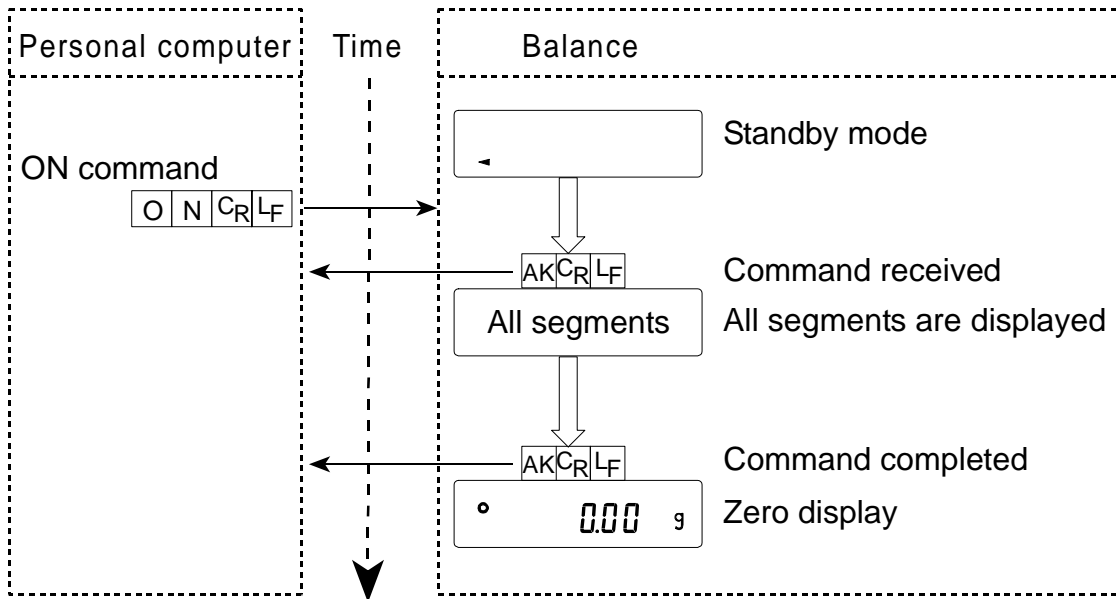 Personal computer Time Balance
Standby mode
ON command
O N CR LF
AK CR LF Command received
All segments All segments are displayed
AK CR LF Command completed
0.00 g Zero display